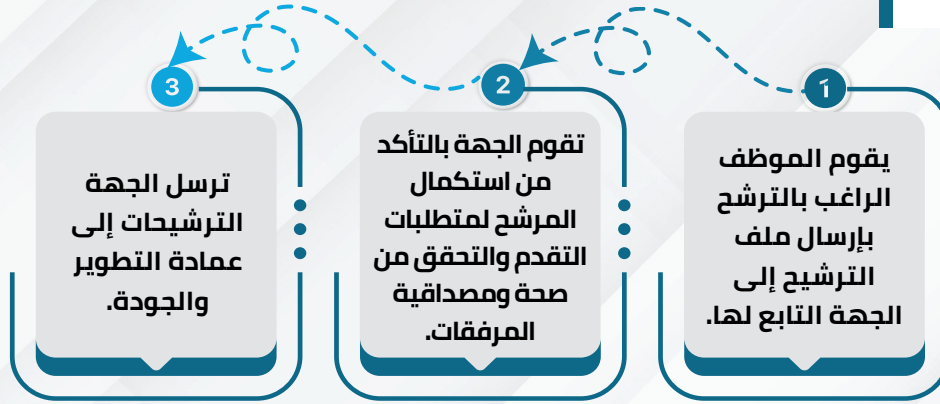 1
يقوم الموظف
الراغب بالترشح
بإرسال ملف
الترشيح إلى
الجهة التابع لها.
2
تقوم الجهة بالتأكد
من استكمال
المرشح لمتطلبات
التقدم والتحقق من
صحة ومصداقية
المرفقات.
3
ترسل الجهة
الترشيحات إلى
عمادة التطوير
والجودة.